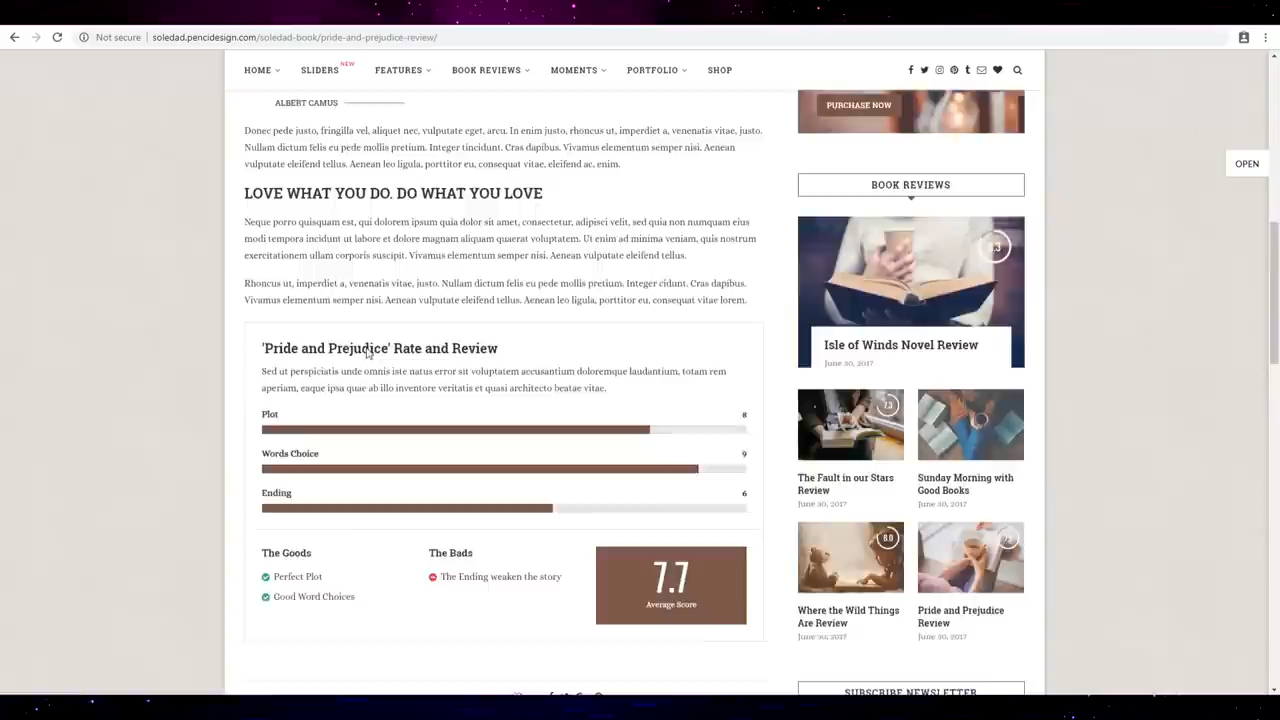 Not secure
soledad.pencidesign.com/soledad-book/pride-and-prejudice-review/
HOME
SLIDERS
NEW
FEATURES
BOOK REVIEWS
MOMENTS
PORTFOLIO
SHOP
ALBERT CAMUS
Donec pede justo, fringilla vel, aliquet nec, vulputate eget, arcu. In enim justo, rhoncus ut, imperdiet a, venenatis vitae, justo.
Nullam dictum felis eu pede mollis pretium. Integer tincidunt. Cras dapibus. Vivamus elementum semper nisi. Aenean
vulputate eleifend tellus. Aenean leo ligula, porttitor eu, consequat vitae, eleifend ac, enim.
LOVE WHAT YOU DO. DO WHAT YOU LOVE
Neque porro quisquam est, qui dolorem ipsum quia dolor sit amet, consectetur, adipisci velit, sed quia non numquam eius
modi tempora incidunt ut labore et dolore magnam aliquam quaerat voluptatem. Ut enim ad minima veniam, quis nostrum
exercitationem ullam corporis suscipit. Vivamus elementum semper nisi. Aenean vulputate eleifend tellus.
Rhoncus ut, imperdiet a, venenatis vitae, justo. Nullam dictum felis eu pede mollis pretium. Integer cidunt. Cras dapibus.
Vivamus elementum semper nisi. Aenean vulputate eleifend tellus. Aenean leo ligula, porttitor eu, consequat vitae lorem.
'Pride and Prejudice' Rate and Review
Sed ut perspiciatis unde omnis iste natus error sit voluptatem accusantium doloremque laudantium, totam rem
aperiam, eaque ipsa quae ab illo inventore veritatis et quasi architecto beatae vitae.
Plot 8
Words Choice 9
Ending 6
The Goods
Perfect Plot
Good Word Choices
The Bads
The Ending weaken the story
7.7
Average Score
PURCHASE NOW
OPEN
BOOK REVIEWS
Isle of Winds Novel Review
June 30, 2017
7.3
The Fault in our Stars
Review
June 30, 2017
Sunday Morning with
Good Books
June 30, 2017
8.0
Where the Wild Things
Are Review
June 30, 2017
Pride and Prejudice
Review
June 30, 2017
SUBSCRIBE NEWSLETTER